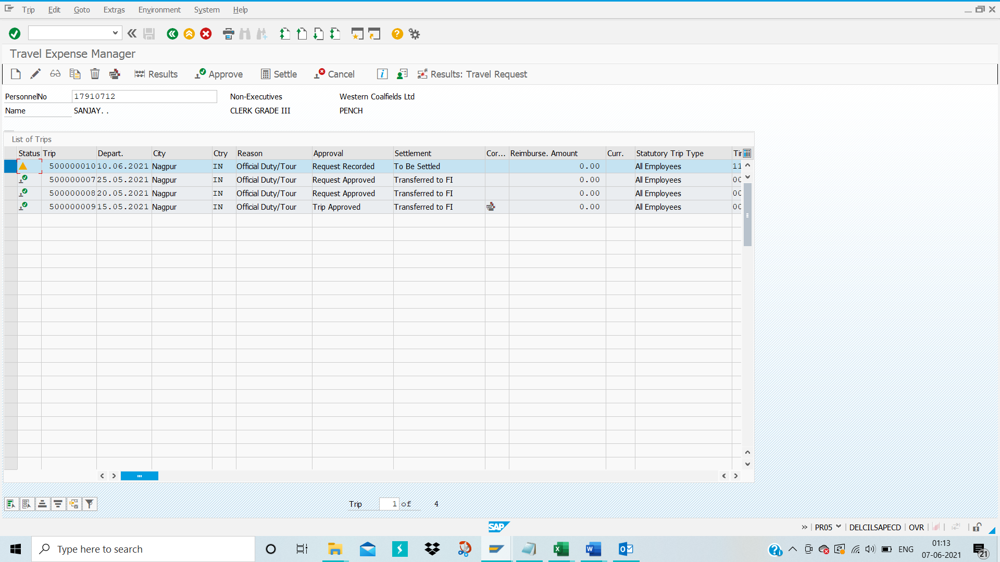 Trip Edit Goto Extras Environment System Help
Travel Expense Manager
Results Approve Settle Cancel Results: Travel Request
PersonnelNo 17910712 Non-Executives Western Coalfields Ltd
Name SANJAY. . CLERK GRADE III PENCH
List of Trips
Status Trip Depart. City Ctry Reason Approval Settlement Cor... Reimburse. Amount Curr. Statutory Trip Type Tir
500000010 10.06.2021 Nagpur IN Official Duty/Tour Request Recorded To Be Settled 0.00 All Employees 11
500000007 25.05.2021 Nagpur IN Official Duty/Tour Request Approved Transferred to FI 0.00 All Employees 00
500000008 20.05.2021 Nagpur IN Official Duty/Tour Request Approved Transferred to FI 0.00 All Employees 00
500000009 15.05.2021 Nagpur IN Official Duty/Tour Trip Approved Transferred to FI 0.00 All Employees 00
Trip 1 of 4
SAP
PR05 DELCILSAPECD OVR
Type here to search
ENG
01:13
07-06-2021
21